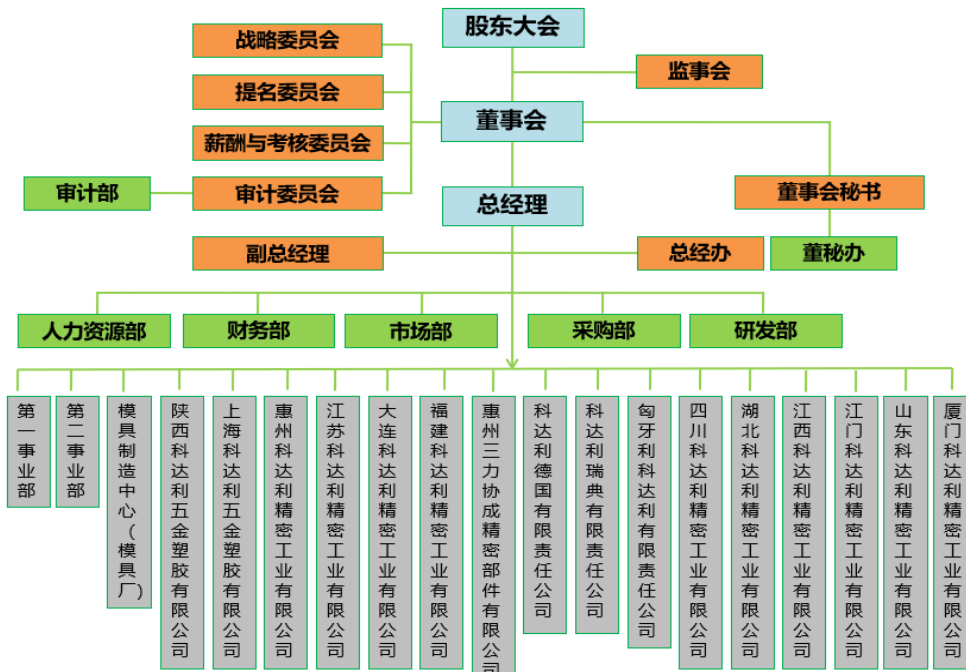 股东大会
战略委员会
监事会
提名委员会
董事会
薪酬与考核委员会
审计部
审计委员会
总经理
董事会秘书
副总经理
总经办
董秘办
人力资源部
财务部
市场部
采购部
研发部
第一事业部
第二事业部
模具制造中心（模具厂)
陕西科达利五金塑胶有限公司
上海科达利五金塑胶有限公司
惠州科达利精密工业有限公司
江苏科达利精密工业有限公司
大连科达利精密工业有限公司
福建科达利精密工业有限公司
惠州三力协成精密部件有限公司
科达利德国有限责任公司
科达利瑞典有限责任公司
匈牙利科达利有限责任公司
四川科达利精密工业有限公司
湖北科达利精密工业有限公司
江西科达利精密工业有限公司
江门科达利精密工业有限公司
山东科达利精密工业有限公司
厦门科达利精密工业有限公司